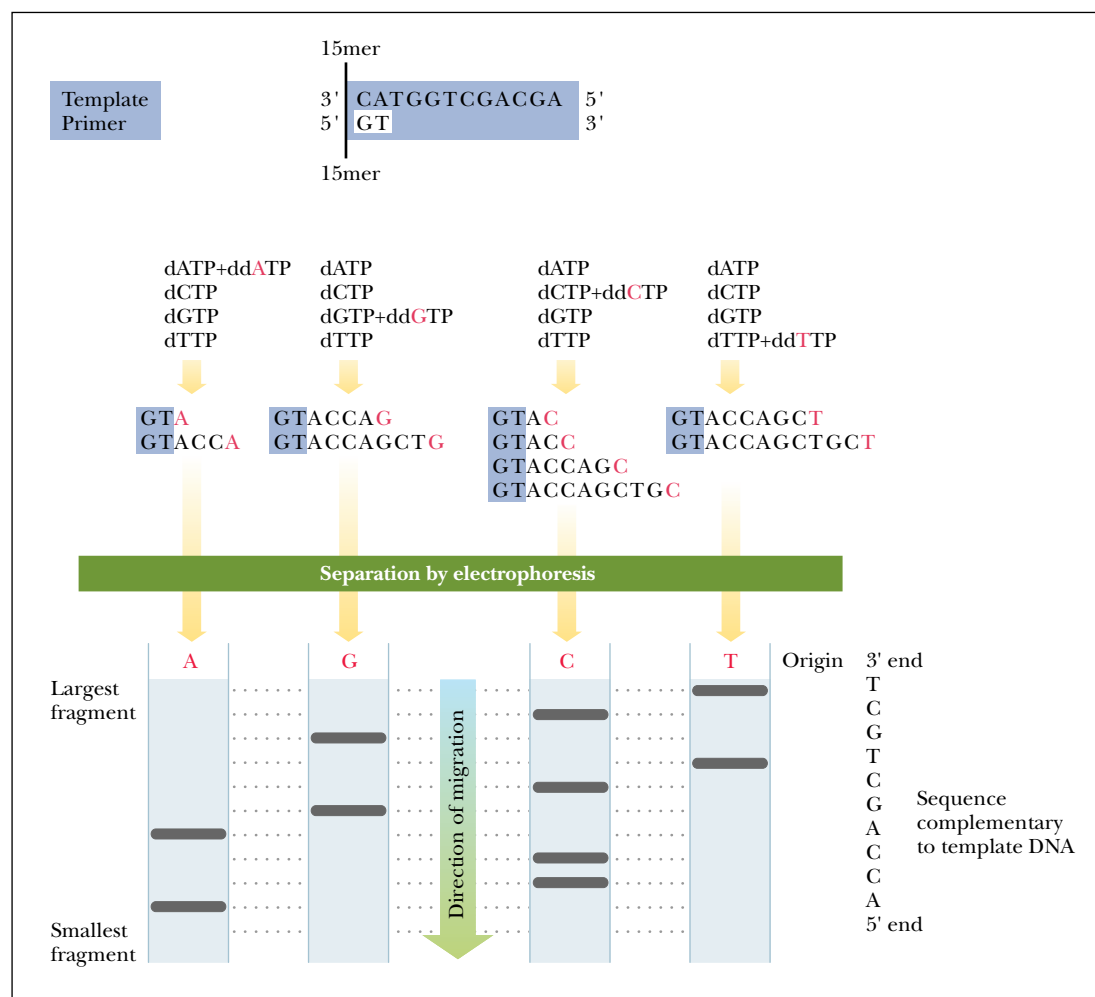 15mer
Template
3' CATGGTCGACGA 5'
Primer
5' GT 3'
15mer
dATP+ddATP
dCTP
dGTP
dTTP
dATP
dCTP
dGTP+ddGTP
dTTP
dATP
dCTP+ddCTP
dGTP
dTTP
dATP
dCTP
dGTP
dTTP+ddTTP
GTA
GTACCA
GTACCAG
GTACCAGCTG
GTAC
GTACC
GTACCAGC
GTACCAGCTGC
GTACCAGCT
GTACCAGCTGCT
Separation by electrophoresis
A
G
C
T
Origin
3' end
Largest
fragment
Direction of migration
T
C
G
T
C
G
A
C
C
A
5' end
Sequence
complementary
to template DNA
Smallest
fragment